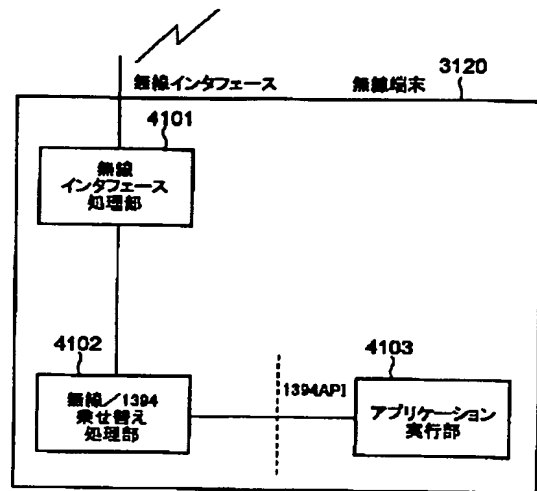 無線インタフェース
無線端末
3120
4101
無線
インタフェース
処理部
4102
無線/1394
乗せ替え
処理部
1394API
4103
アプリケーション
実行部